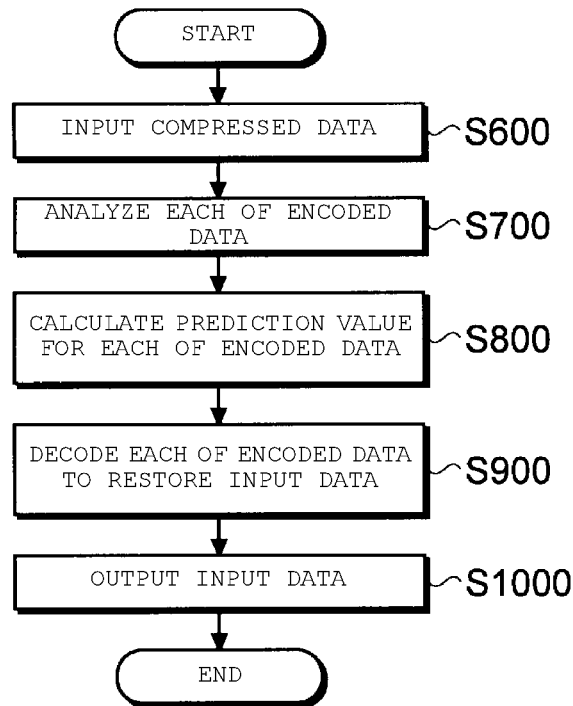 START
INPUT COMPRESSED DATA
S600
ANALYZE EACH OF ENCODED
DATA
S700
CALCULATE PREDICTION VALUE
FOR EACH OF ENCODED DATA
S800
DECODE EACH OF ENCODED DATA
TO RESTORE INPUT DATA
S900
OUTPUT INPUT DATA
S1000
END